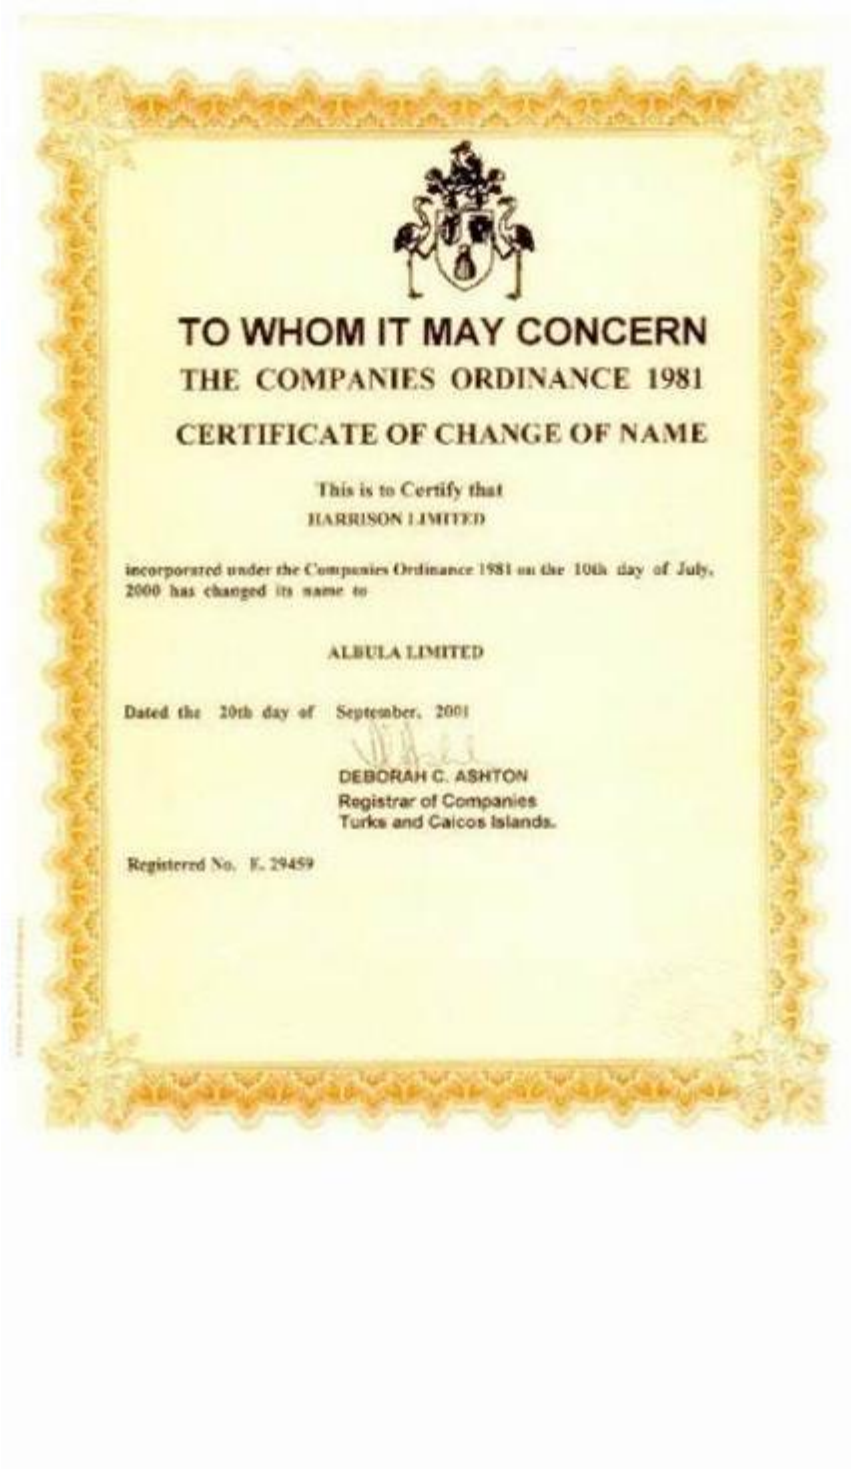 TO WHOM IT MAY CONCERN
THE COMPANIES ORDINANCE 1981
CERTIFICATE OF CHANGE OF NAME
This is to Certify that
HARRISON LIMITED
incorporated under the Companies Ordinance 1981 on the 10th day of July,
2000 has changed its name to
ALBULA LIMITED
Dated the 20th day of September, 2001
DEBORAH C. ASHTON
Registrar of Companies
Turks and Caicos Islands.
Registered No. E. 29459